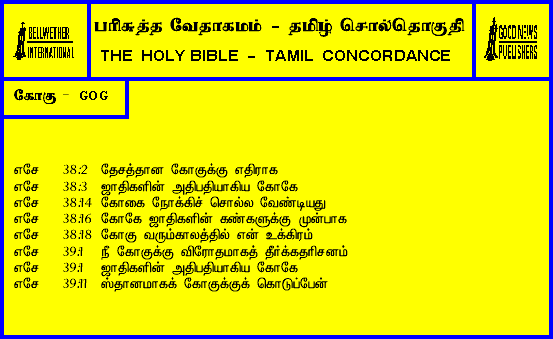 BELLWETHER
INTERNATIONAL
பரிசுத்த வேதாகமம் - தமிழ் சொல்தொகுதி
THE HOLY BIBLE - TAMIL CONCORDANCE
GOOD NEWS
PUBLISHERS
கோகு - GOG
எசே 38:2 தேசத்தான கோகுக்கு எதிராக
எசே 38:3 ஜாதிகளின் அதிபதியாகிய கோகே
எசே 38:14 கோகை நோக்கிச் சொல்ல வேண்டியது
எசே 38:16 கோகே ஜாதிகளின் கண்களுக்கு முன்பாக
எசே 38:18 கோகு வரும்காலத்தில் என் உக்கிரம்
எசே 39:1 நீ கோகுக்கு விரோதமாகத் தீர்க்கதரிசனம்
எசே 39:1 ஜாதிகளின் அதிபதியாகிய கோகே
எசே 39:11 ஸ்தானமாகக் கோகுக்குக் கொடுப்பேன்